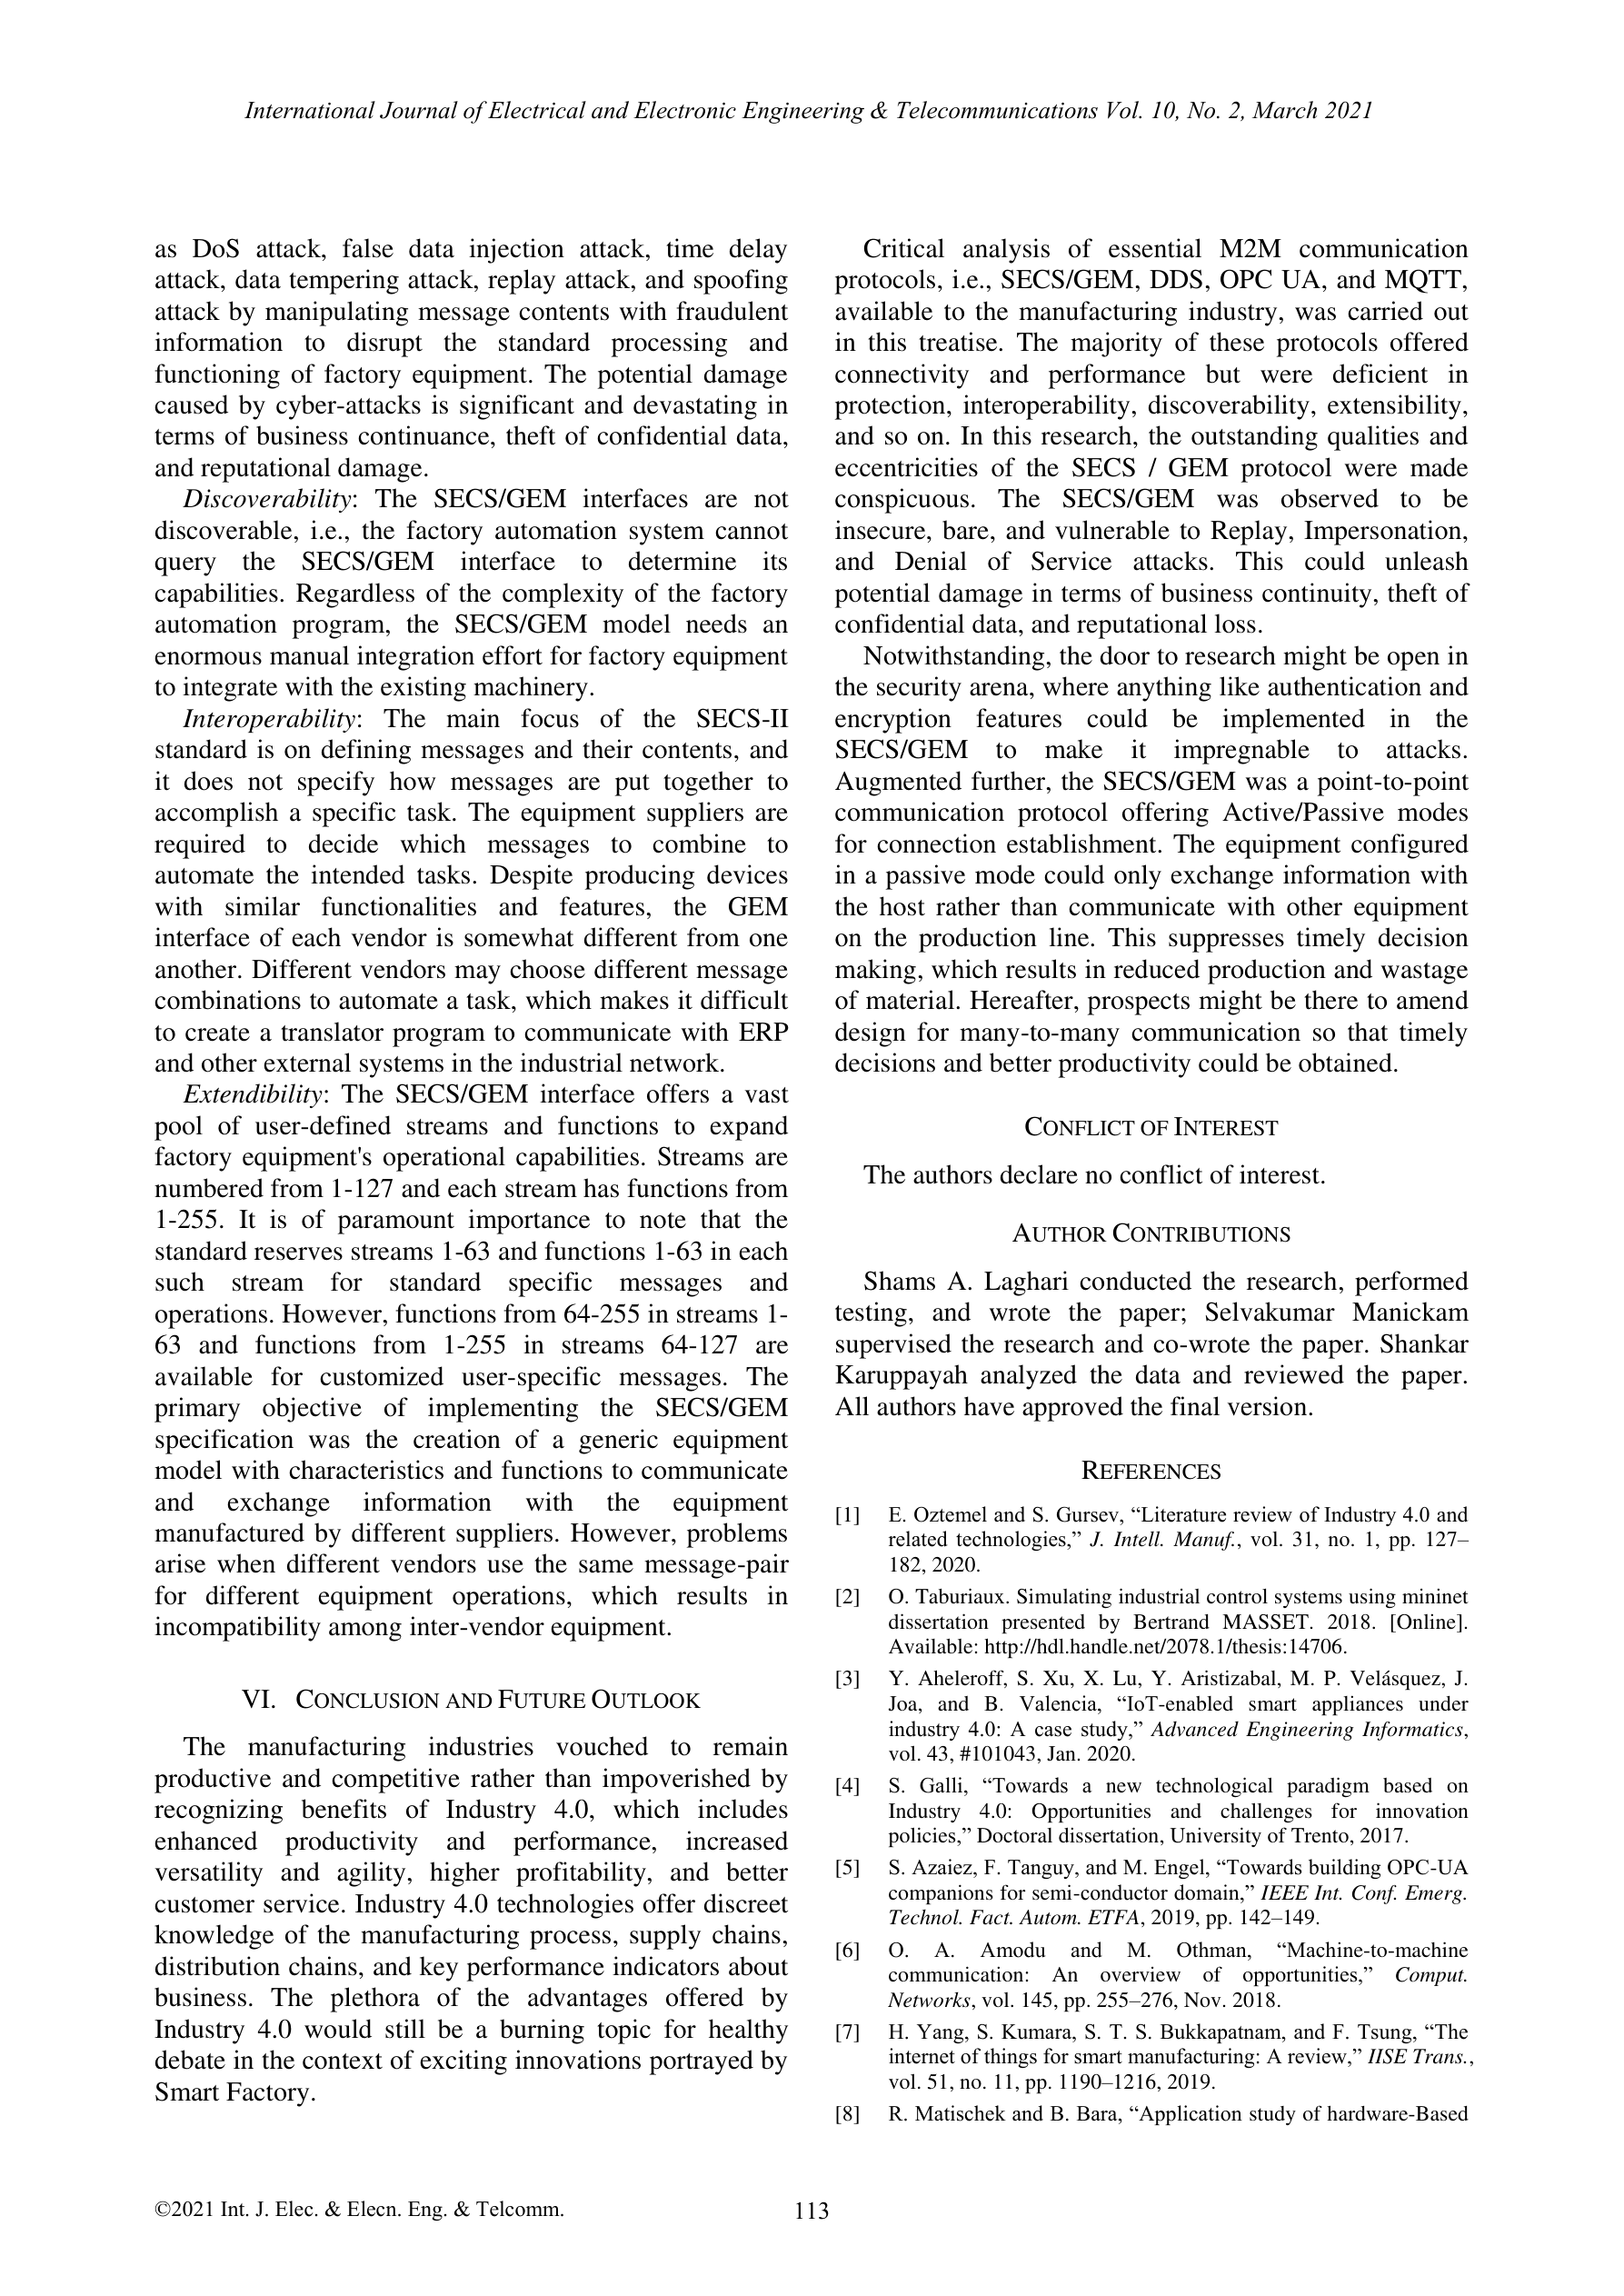 International Journal of Electrical and Electronic Engineering & Telecommunications Vol. 10, No. 2, March 2021
as DoS attack, false data injection attack, time delay
attack, data tempering attack, replay attack, and spoofing
attack by manipulating message contents with fraudulent
information to disrupt the standard processing and
functioning of factory equipment. The potential damage
caused by cyber-attacks is significant and devastating in
terms of business continuance, theft of confidential data,
and reputational damage.
Discoverability: The SECS/GEM interfaces are not
discoverable, i.e., the factory automation system cannot
query the SECS/GEM interface to determine its
capabilities. Regardless of the complexity of the factory
automation program, the SECS/GEM model needs an
enormous manual integration effort for factory equipment
to integrate with the existing machinery.
Interoperability: The main focus of the SECS-II
standard is on defining messages and their contents, and
it does not specify how messages are put together to
accomplish a specific task. The equipment suppliers are
required to decide which messages to combine to
automate the intended tasks. Despite producing devices
with similar functionalities and features, the GEM
interface of each vendor is somewhat different from one
another. Different vendors may choose different message
combinations to automate a task, which makes it difficult
to create a translator program to communicate with ERP
and other external systems in the industrial network.
Extendibility: The SECS/GEM interface offers a vast
pool of user-defined streams and functions to expand
factory equipment's operational capabilities. Streams are
numbered from 1-127 and each stream has functions from
1-255. It is of paramount importance to note that the
standard reserves streams 1-63 and functions 1-63 in each
such stream for standard specific messages and
operations. However, functions from 64-255 in streams 1-
63 and functions from 1-255 in streams 64-127 are
available for customized user-specific messages. The
primary objective of implementing the SECS/GEM
specification was the creation of a generic equipment
model with characteristics and functions to communicate
and exchange information with the equipment
manufactured by different suppliers. However, problems
arise when different vendors use the same message-pair
for different equipment operations, which results in
incompatibility among inter-vendor equipment.
VI. CONCLUSION AND FUTURE OUTLOOK
The manufacturing industries vouched to remain
productive and competitive rather than impoverished by
recognizing benefits of Industry 4.0, which includes
enhanced productivity and performance, increased
versatility and agility, higher profitability, and better
customer service. Industry 4.0 technologies offer discreet
knowledge of the manufacturing process, supply chains,
distribution chains, and key performance indicators about
business. The plethora of the advantages offered by
Industry 4.0 would still be a burning topic for healthy
debate in the context of exciting innovations portrayed by
Smart Factory.
Critical analysis of essential M2M communication
protocols, i.e., SECS/GEM, DDS, OPC UA, and MQTT,
available to the manufacturing industry, was carried out
in this treatise. The majority of these protocols offered
connectivity and performance but were deficient in
protection, interoperability, discoverability, extensibility,
and so on. In this research, the outstanding qualities and
eccentricities of the SECS / GEM protocol were made
conspicuous. The SECS/GEM was observed to be
insecure, bare, and vulnerable to Replay, Impersonation,
and Denial of Service attacks. This could unleash
potential damage in terms of business continuity, theft of
confidential data, and reputational loss.
Notwithstanding, the door to research might be open in
the security arena, where anything like authentication and
encryption features could be implemented in the
SECS/GEM to make it impregnable to attacks.
Augmented further, the SECS/GEM was a point-to-point
communication protocol offering Active/Passive modes
for connection establishment. The equipment configured
in a passive mode could only exchange information with
the host rather than communicate with other equipment
on the production line. This suppresses timely decision
making, which results in reduced production and wastage
of material. Hereafter, prospects might be there to amend
design for many-to-many communication so that timely
decisions and better productivity could be obtained.
CONFLICT OF INTEREST
The authors declare no conflict of interest.
AUTHOR CONTRIBUTIONS
Shams A. Laghari conducted the research, performed
testing, and wrote the paper; Selvakumar Manickam
supervised the research and co-wrote the paper. Shankar
Karuppayah analyzed the data and reviewed the paper.
All authors have approved the final version.
REFERENCES
[1] E. Oztemel and S. Gursev, “Literature review of Industry 4.0 and
related technologies,” J. Intell. Manuf., vol. 31, no. 1, pp. 127–
182, 2020.
[2] O. Taburiaux. Simulating industrial control systems using mininet
dissertation presented by Bertrand MASSET. 2018. [Online].
Available: http://hdl.handle.net/2078.1/thesis:14706.
[3] Y. Aheleroff, S. Xu, X. Lu, Y. Aristizabal, M. P. Velásquez, J.
Joa, and B. Valencia, “IoT-enabled smart appliances under
industry 4.0: A case study,” Advanced Engineering Informatics,
vol. 43, #101043, Jan. 2020.
[4] S. Galli, “Towards a new technological paradigm based on
Industry 4.0: Opportunities and challenges for innovation
policies,” Doctoral dissertation, University of Trento, 2017.
[5] S. Azaiez, F. Tanguy, and M. Engel, “Towards building OPC-UA
companions for semi-conductor domain,” IEEE Int. Conf. Emerg.
Technol. Fact. Autom. ETFA, 2019, pp. 142–149.
[6] O. A. Amodu and M. Othman, “Machine-to-machine
communication: An overview of opportunities,” Comput.
Networks, vol. 145, pp. 255–276, Nov. 2018.
[7] H. Yang, S. Kumara, S. T. S. Bukkapatnam, and F. Tsung, “The
internet of things for smart manufacturing: A review,” IISE Trans.,
vol. 51, no. 11, pp. 1190–1216, 2019.
[8] R. Matischek and B. Bara, “Application study of hardware-Based
©2021 Int. J. Elec. & Elecn. Eng. & Telcomm.
113